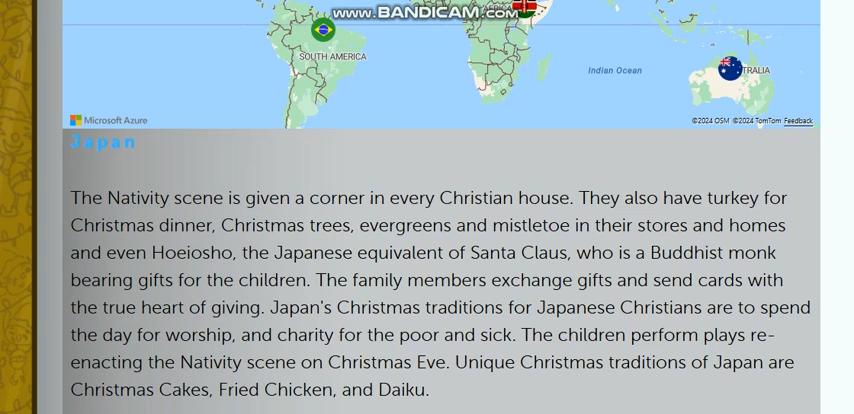 www.BANDICAM.com
SOUTH AMERICA
Indian Ocean
TRALIA
Microsoft Azure
©2024 OSM ©2024 TomTom Feedback
Japan
The Nativity scene is given a corner in every Christian house. They also have turkey for
Christmas dinner, Christmas trees, evergreens and mistletoe in their stores and homes
and even Hoeiosho, the Japanese equivalent of Santa Claus, who is a Buddhist monk
bearing gifts for the children. The family members exchange gifts and send cards with
the true heart of giving. Japan's Christmas traditions for Japanese Christians are to spend
the day for worship, and charity for the poor and sick. The children perform plays re-
enacting the Nativity scene on Christmas Eve. Unique Christmas traditions of Japan are
Christmas Cakes, Fried Chicken, and Daiku.